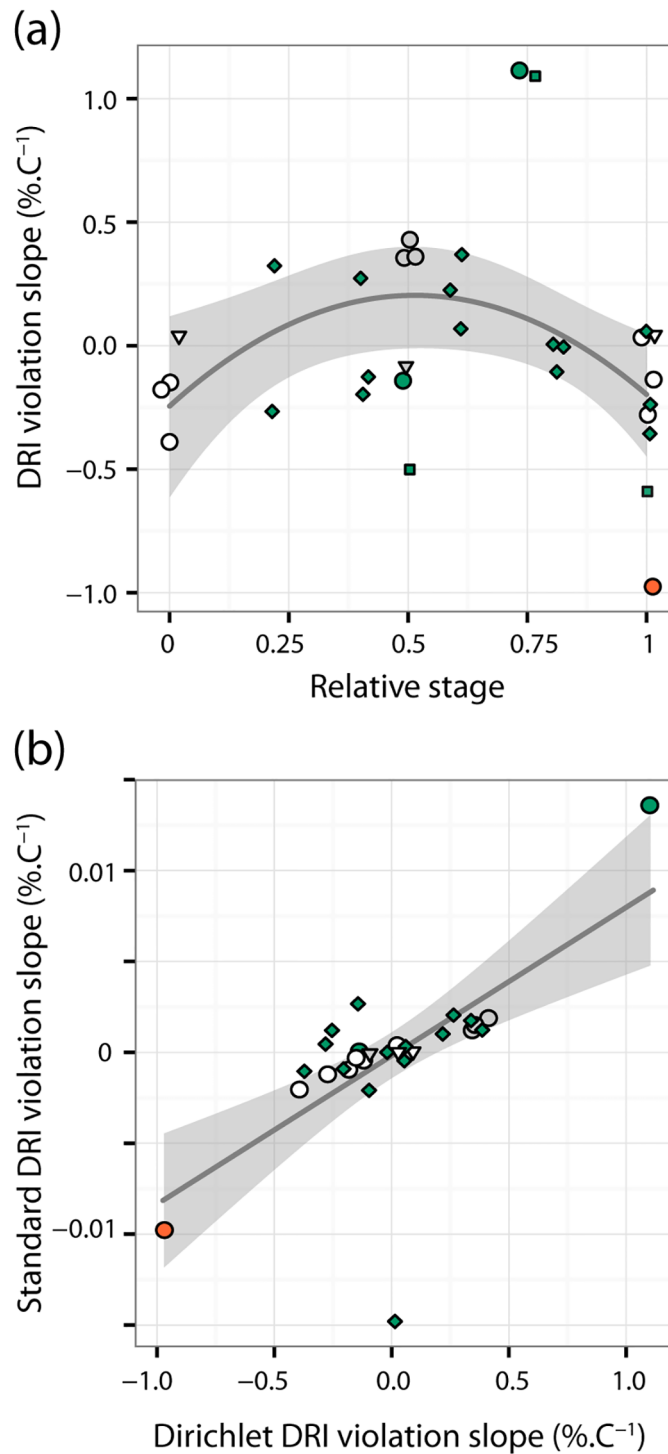 (a)
DRI violation slope (%.C⁻¹)
1.0
0.5
0.0
−0.5
−1.0
0 0.25 0.5 0.75 1
Relative stage
(b)
Standard DRI violation slope (%.C⁻¹)
0.01
0
−0.01
−1.0 −0.5 0.0 0.5 1.0
Dirichlet DRI violation slope (%.C⁻¹)